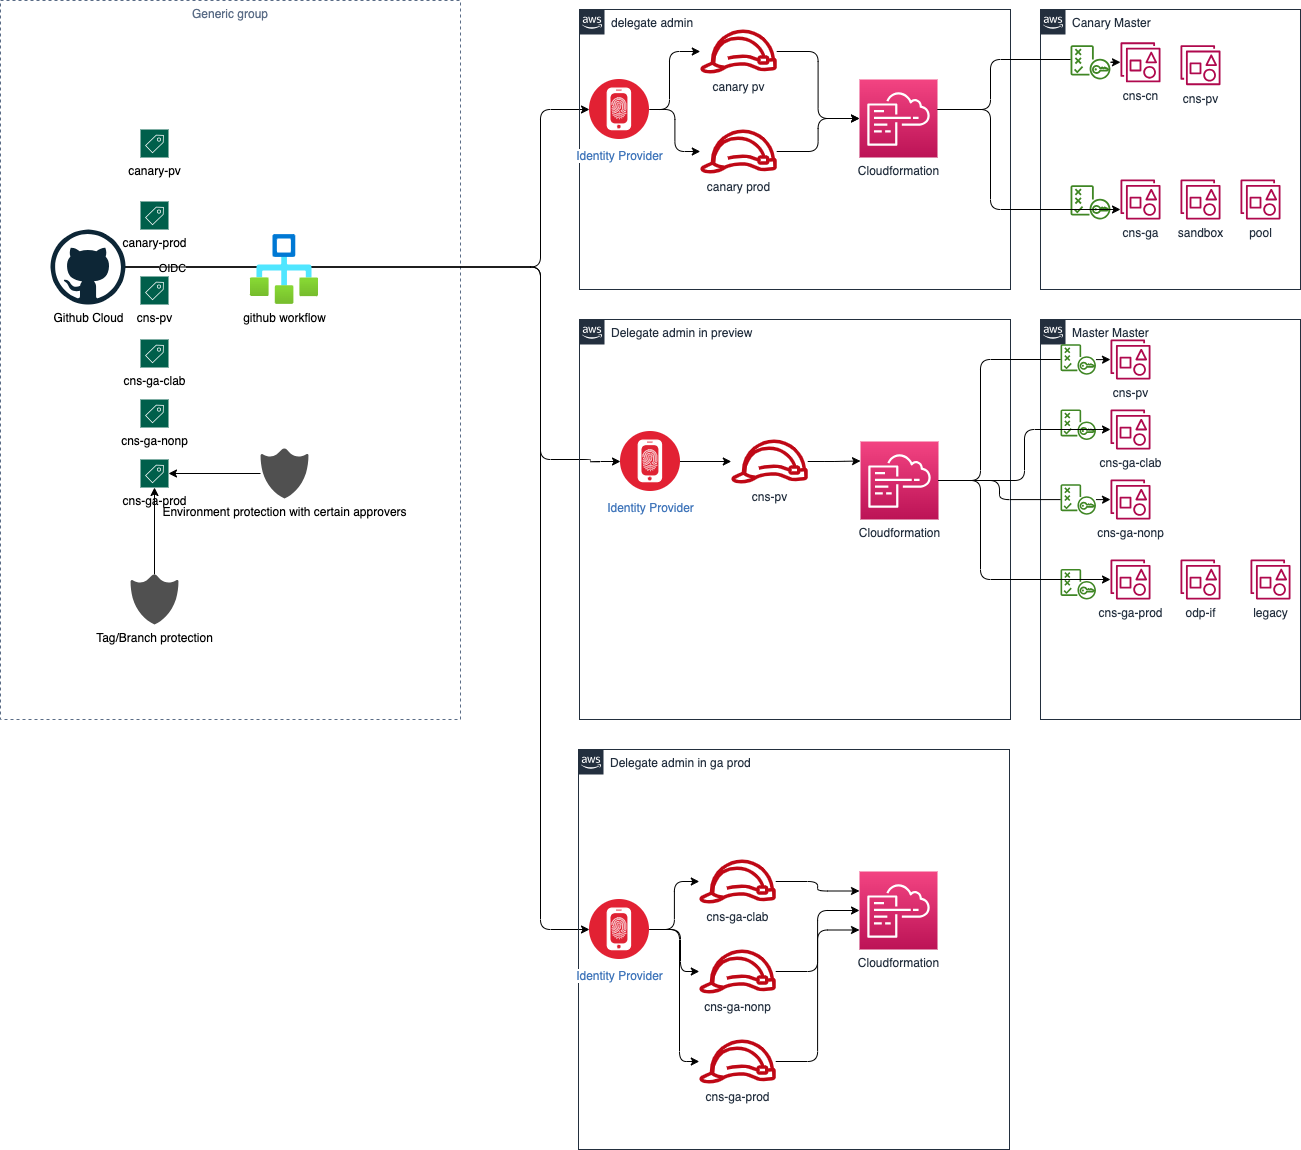 Generic group
canary-pv
canary-prod
OIDC
Github Cloud
cns-pv
github workflow
cns-ga-clab
cns-ga-nonp
cns-ga-prod
Environment protection with certain approvers
Tag/Branch protection
aws
delegate admin
canary pv
Identity Provider
canary prod
Cloudformation
aws
Canary Master
cns-cn
cns-pv
cns-ga
sandbox
pool
aws
Delegate admin in preview
Identity Provider
cns-pv
Cloudformation
aws
Master Master
cns-pv
cns-ga-clab
cns-ga-nonp
cns-ga-prod
odp-if
legacy
aws
Delegate admin in ga prod
cns-ga-clab
Identity Provider
Cloudformation
cns-ga-nonp
cns-ga-prod